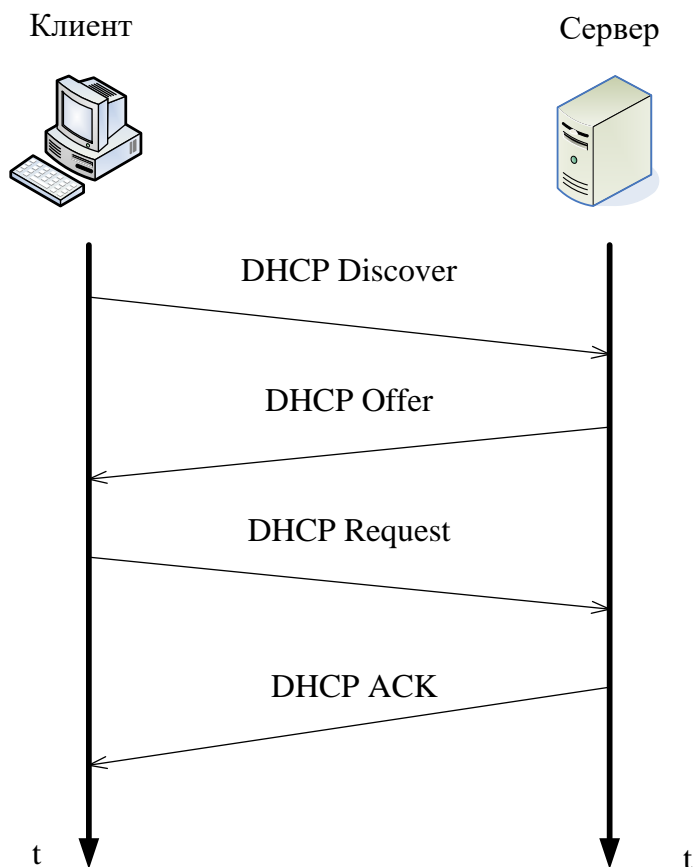 Клиент
Сервер
DHCP Discover
DHCP Offer
DHCP Request
DHCP ACK
t
t